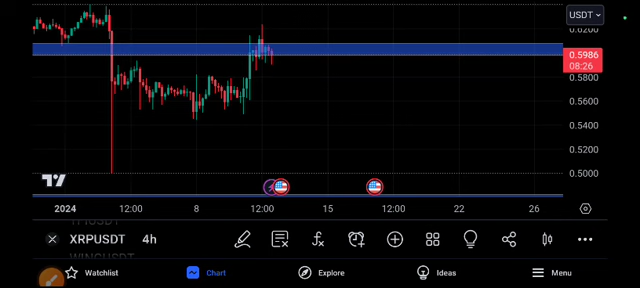 USDT
0.6200
0.5986
08:26
0.5800
0.5600
0.5400
0.5200
0.5000
2024 12:00 8 12:00 15 12:00 22 26
XRPUSDT 4h
Watchlist Chart Explore Ideas Menu